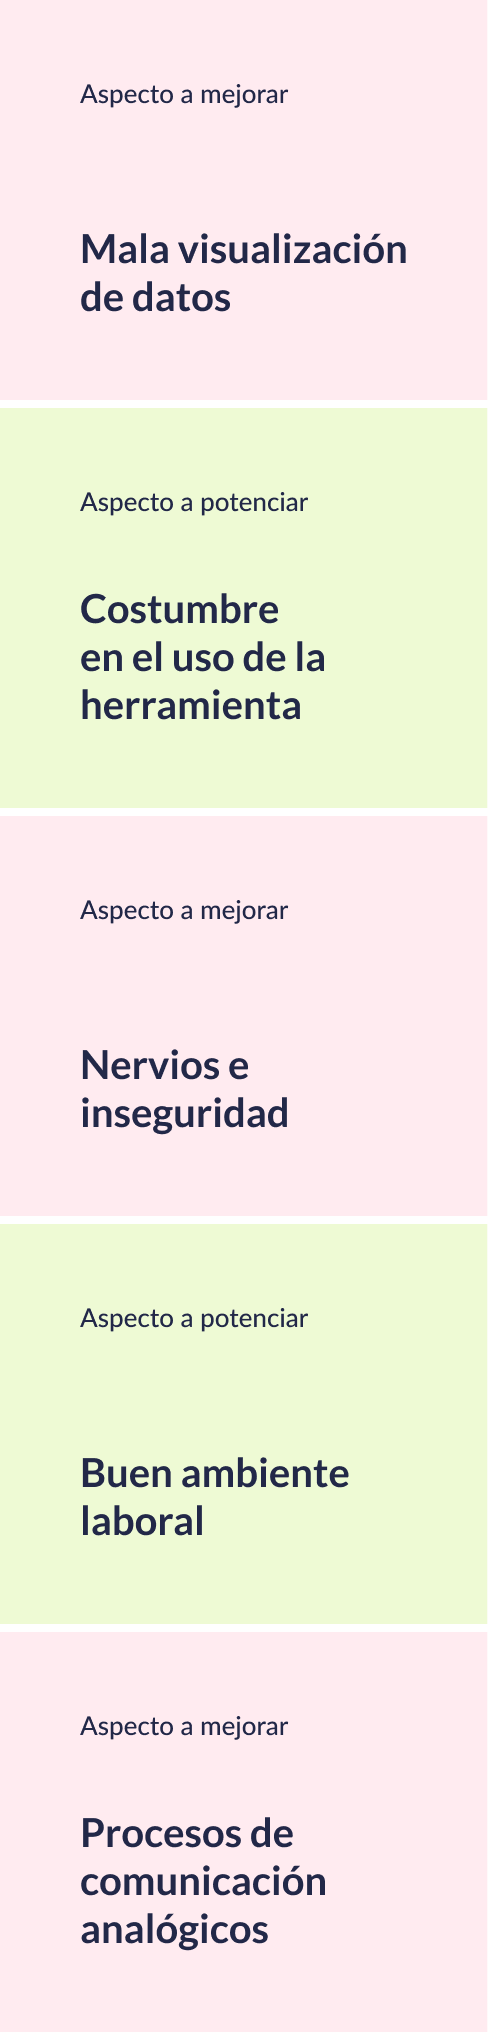 Aspecto a mejorar
Mala visualización
de datos
Aspecto a potenciar
Costumbre
en el uso de la
herramienta
Aspecto a mejorar
Nervios e
inseguridad
Aspecto a potenciar
Buen ambiente
laboral
Aspecto a mejorar
Procesos de
comunicación
analógicos